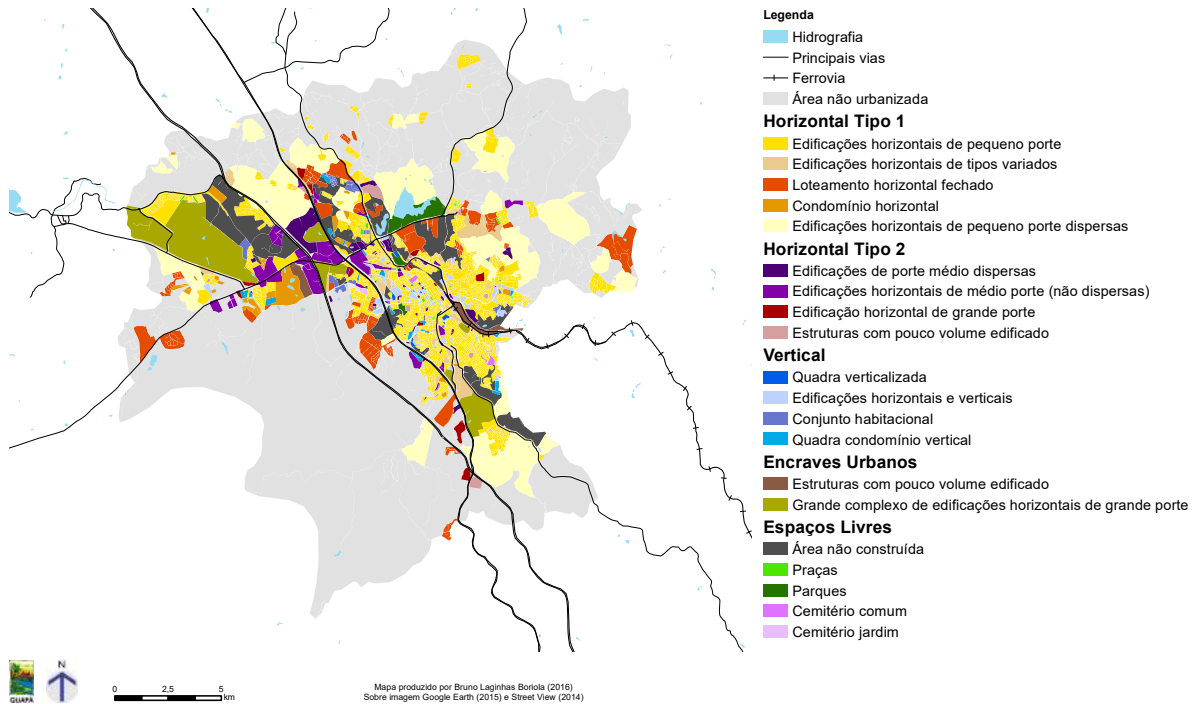 Legenda
Hidrografia
Principais vias
Ferrovia
Área não urbanizada
Horizontal Tipo 1
Edificações horizontais de pequeno porte
Edificações horizontais de tipos variados
Loteamento horizontal fechado
Condomínio horizontal
Edificações horizontais de pequeno porte dispersas
Horizontal Tipo 2
Edificações de porte médio dispersas
Edificações horizontais de médio porte (não dispersas)
Edificação horizontal de grande porte
Estruturas com pouco volume edificado
Vertical
Quadra verticalizada
Edificações horizontais e verticais
Conjunto habitacional
Quadra condomínio vertical
Encraves Urbanos
Estruturas com pouco volume edificado
Grande complexo de edificações horizontais de grande porte
Espaços Livres
Área não construída
Praças
Parques
Cemitério comum
Cemitério jardim
QUAPÁ
N
0 2,5 5
km
Mapa produzido por Bruno Laginhas Boriola (2016)
Sobre imagem Google Earth (2015) e Street View (2014)